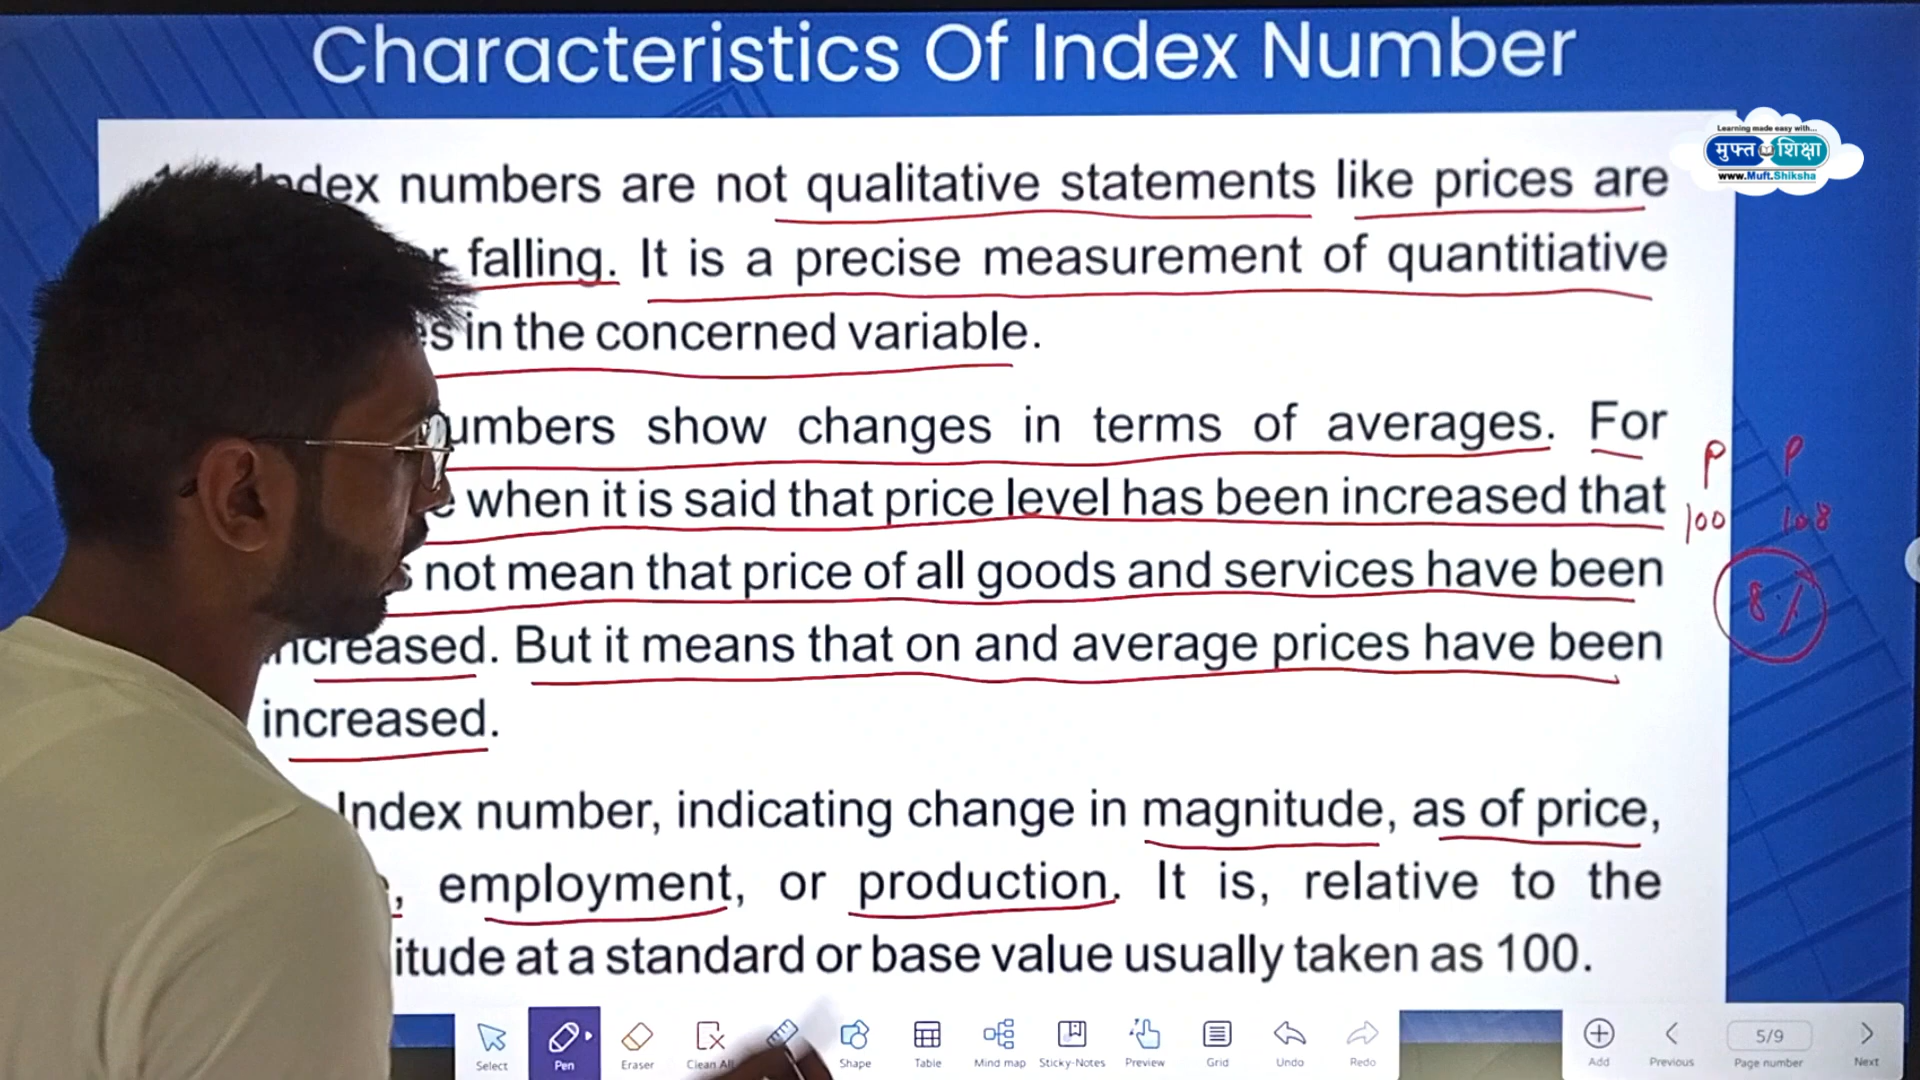 Characteristics Of Index Number
Learning made easy with...
मुफ्त शिक्षा
www.Muft.Shiksha
Index numbers are not qualitative statements like prices are
falling. It is a precise measurement of quantitiative
in the concerned variable.
numbers show changes in terms of averages. For
when it is said that price level has been increased that
not mean that price of all goods and services have been
increased. But it means that on and average prices have been
increased.
P P
100 108
8%
Index number, indicating change in magnitude, as of price,
, employment, or production. It is, relative to the
itude at a standard or base value usually taken as 100.
Select Pen Eraser Clean All Shape Table Mind map Sticky-Notes Preview Grid Undo Redo Add Previous 5/9 Page number Next